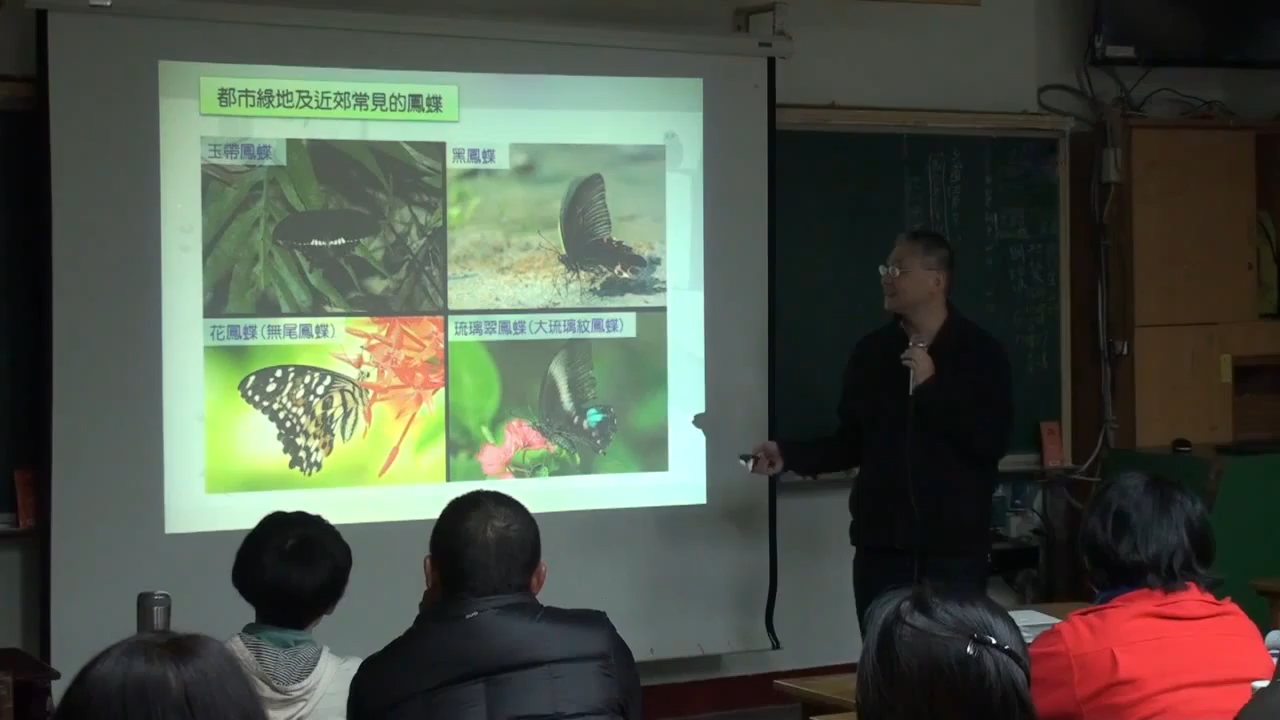 都市綠地及近郊常見的鳳蝶
玉帶鳳蝶
黑鳳蝶
花鳳蝶(無尾鳳蝶)
琉璃翠鳳蝶(大琉璃紋鳳蝶)